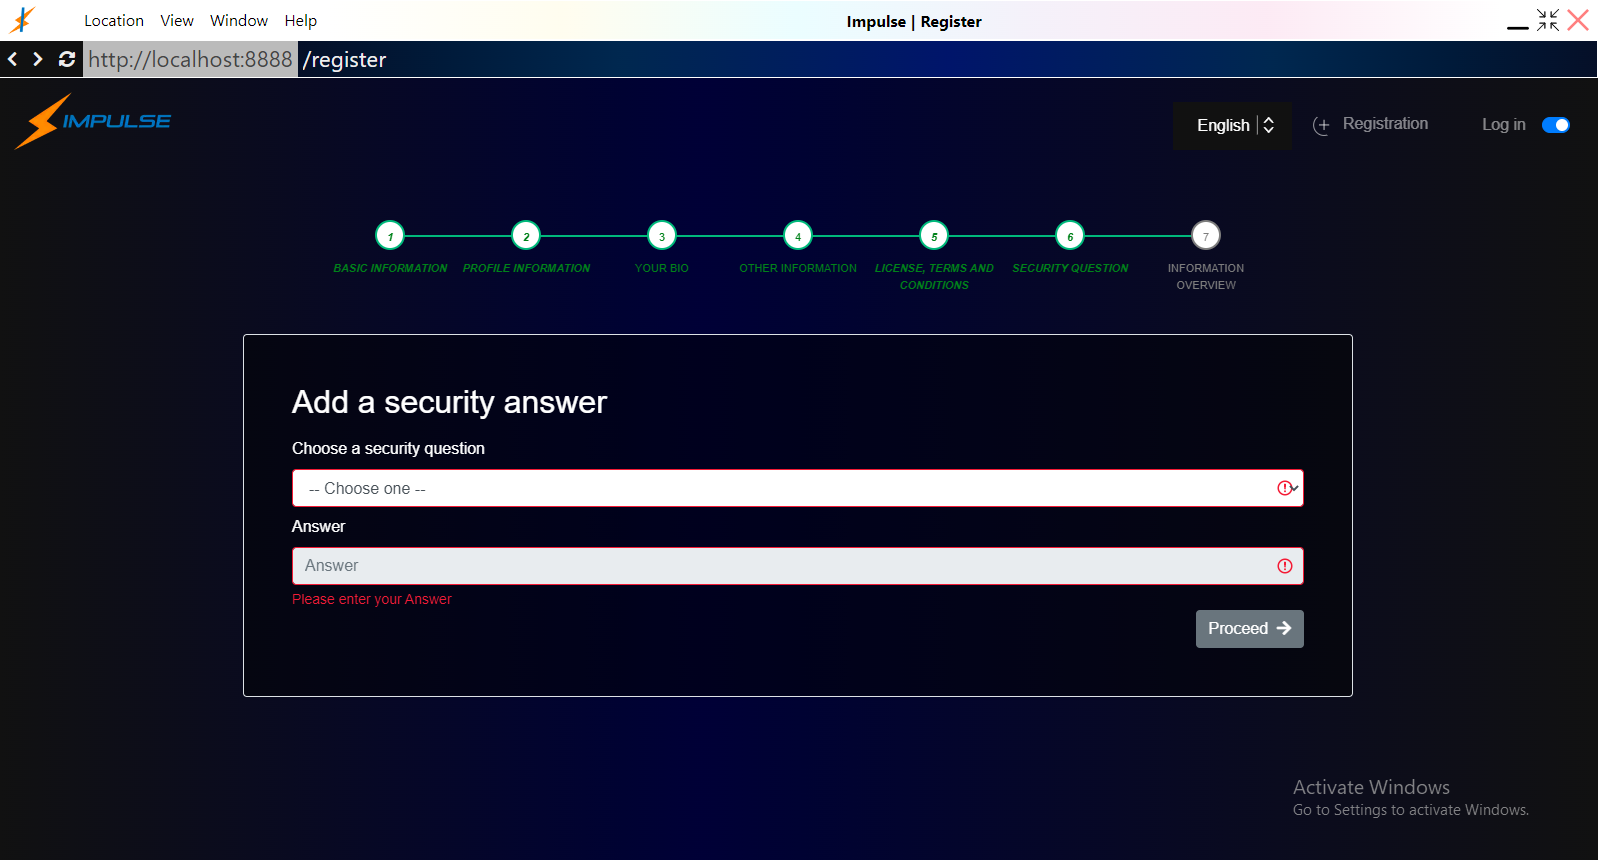 Location View Window Help Impulse | Register
http://localhost:8888 /register
IMPULSE English Registration Log in
1 2 3 4 5 6 7
BASIC INFORMATION PROFILE INFORMATION YOUR BIO OTHER INFORMATION LICENSE, TERMS AND SECURITY QUESTION INFORMATION
CONDITIONS OVERVIEW
Add a security answer
Choose a security question
-- Choose one --
Answer
Answer
Please enter your Answer
Proceed
Activate Windows
Go to Settings to activate Windows.